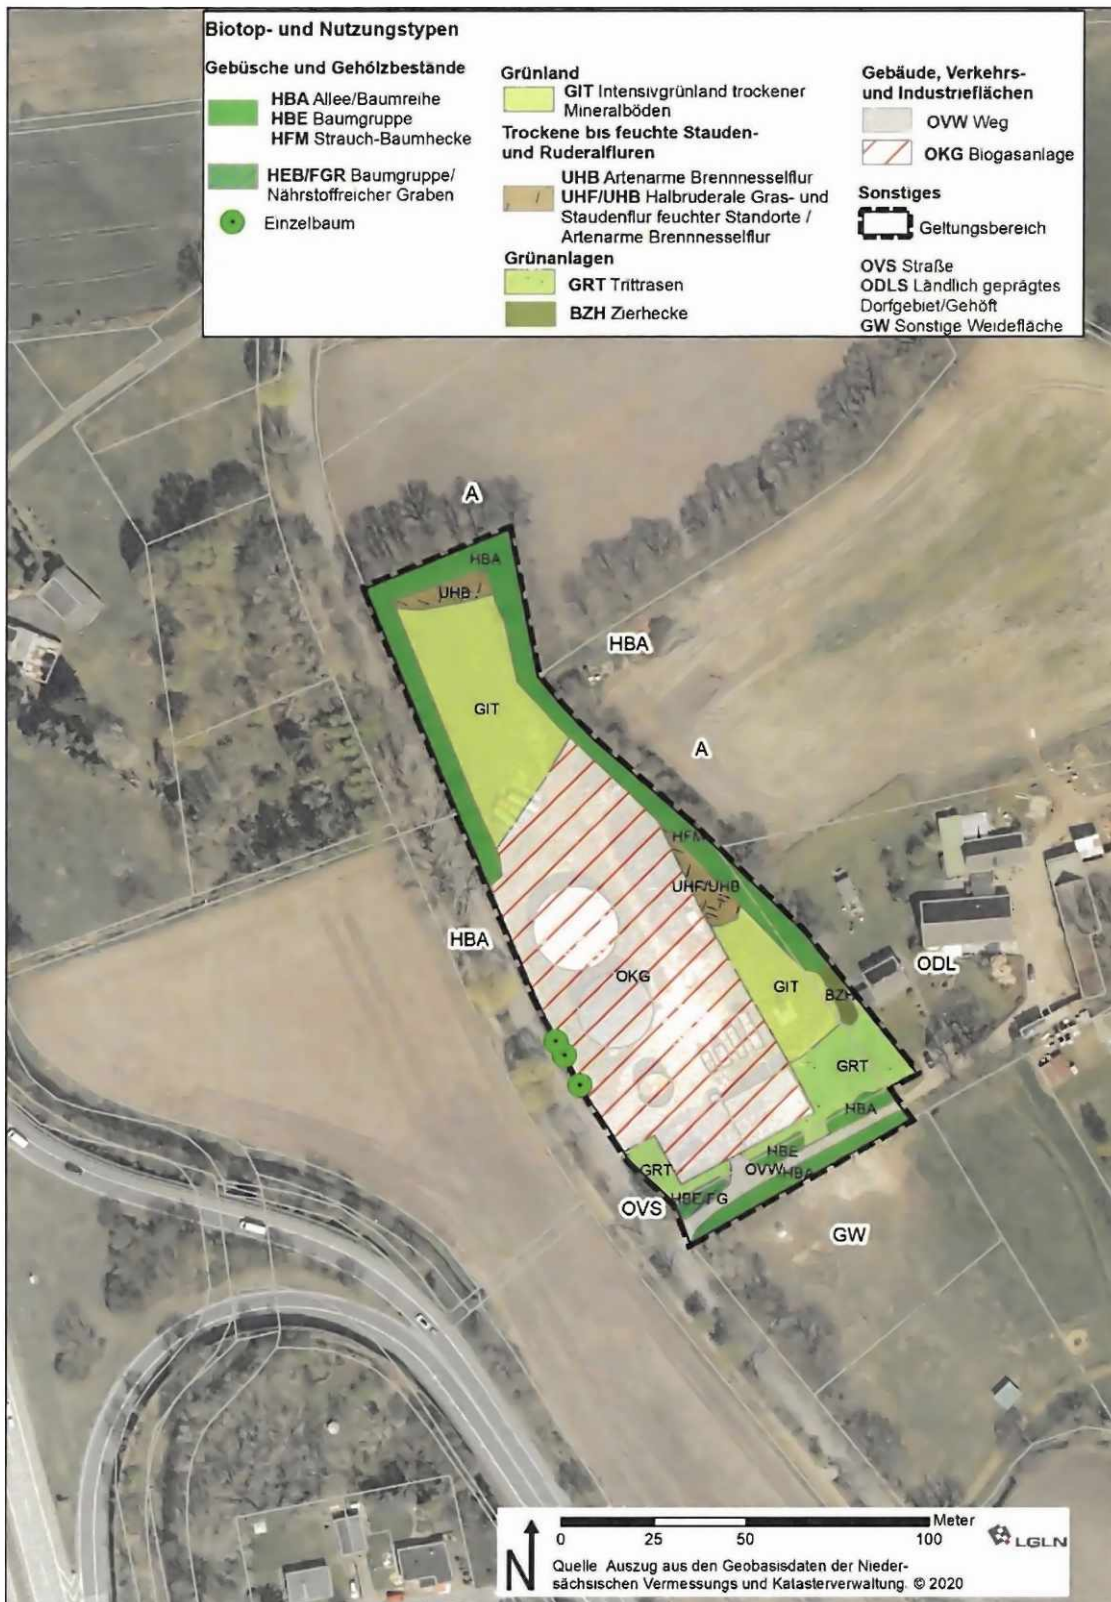 Biotop- und Nutzungstypen
Gebüsche und Gehölzbestände
HBA Allee/Baumreihe
HBE Baumgruppe
HFM Strauch-Baumhecke
HEB/FGR Baumgruppe/
Nährstoffreicher Graben
Einzelbaum
Grünland
GIT Intensivgrünland trockener
Mineralböden
Trockene bis feuchte Stauden-
und Ruderalfluren
UHB Artenarme Brennnesselflur
UHF/UHB Halbruderale Gras- und
Staudenflur feuchter Standorte /
Artenarme Brennnesselflur
Grünanlagen
GRT Trittrasen
BZH Zierhecke
Gebäude, Verkehrs-
und Industrieflächen
OVW Weg
OKG Biogasanlage
Sonstiges
Geltungsbereich
OVS Straße
ODLS Ländlich geprägtes
Dorfgebiet/Gehöft
GW Sonstige Weidefläche
A
HBA
UHB
HBA
GIT
A
HFM
UHF/UHB
HBA
ODL
OKG
GIT
BZH
GRT
HBA
HBE
GRT
OVW
HBA
HBE/FG
OVS
GW
N
0 25 50 100 Meter
LGLN
Quelle Auszug aus den Geobasisdaten der Nieder-
sächsischen Vermessungs und Katasterverwaltung. © 2020